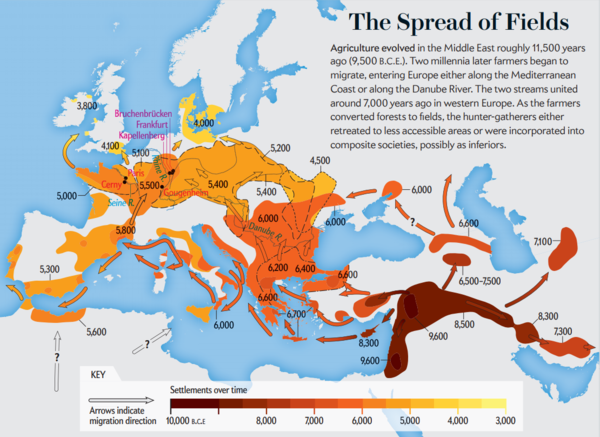 The Spread of Fields
Agriculture evolved in the Middle East roughly 11,500 years
ago (9,500 B.C.E.). Two millennia later farmers began to
migrate, entering Europe either along the Mediterranean
Coast or along the Danube River. The two streams united
around 7,000 years ago in western Europe. As the farmers
converted forests to fields, the hunter-gatherers either
retreated to less accessible areas or were incorporated into
composite societies, possibly as inferiors.
3,800
Bruchenbrücken
Frankfurt
Kapellenberg
4,000
4,100
5,100
Rhine R.
5,200
4,500
Paris
Cerny
5,500
Gougenheim
5,400
5,400
5,000
Seine R.
6,000
6,000
6,000
?
6,600
7,100
Danube R.
5,800
5,300
6,200
6,400
6,600
6,500–7,500
6,600
6,700
6,000
5,600
?
?
8,300
9,600
9,600
8,500
8,300
7,300
KEY
Settlements over time
Arrows indicate
migration direction
10,000 B.C.E
8,000
7,000
6,000
5,000
4,000
3,000